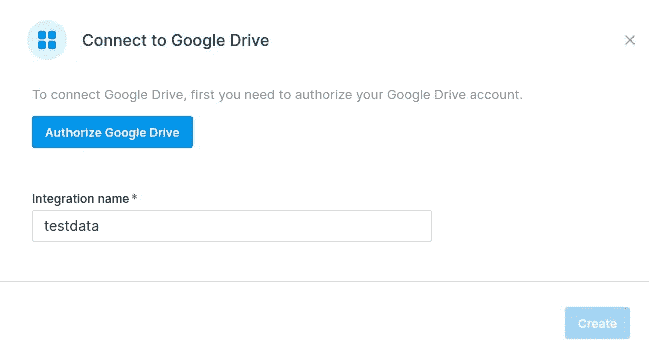 Connect to Google Drive
To connect Google Drive, first you need to authorize your Google Drive account.
Authorize Google Drive
Integration name *
testdata
Create